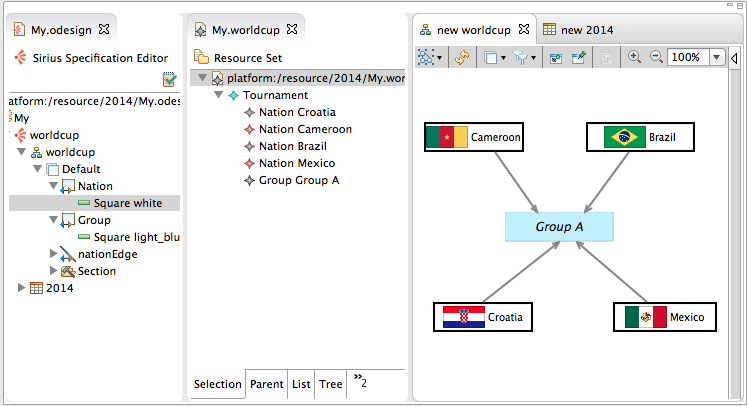 My.odesign
Sirius Specification Editor
atform:/resource/2014/My.odes
My
worldcup
worldcup
Default
Nation
Square white
Group
Square light_blu
nationEdge
Section
2014
My.worldcup
Resource Set
platform:/resource/2014/My.wor
Tournament
Nation Croatia
Nation Cameroon
Nation Brazil
Nation Mexico
Group Group A
Selection Parent List Tree »2
new worldcup
new 2014
100%
Cameroon
Brazil
Group A
Croatia
Mexico